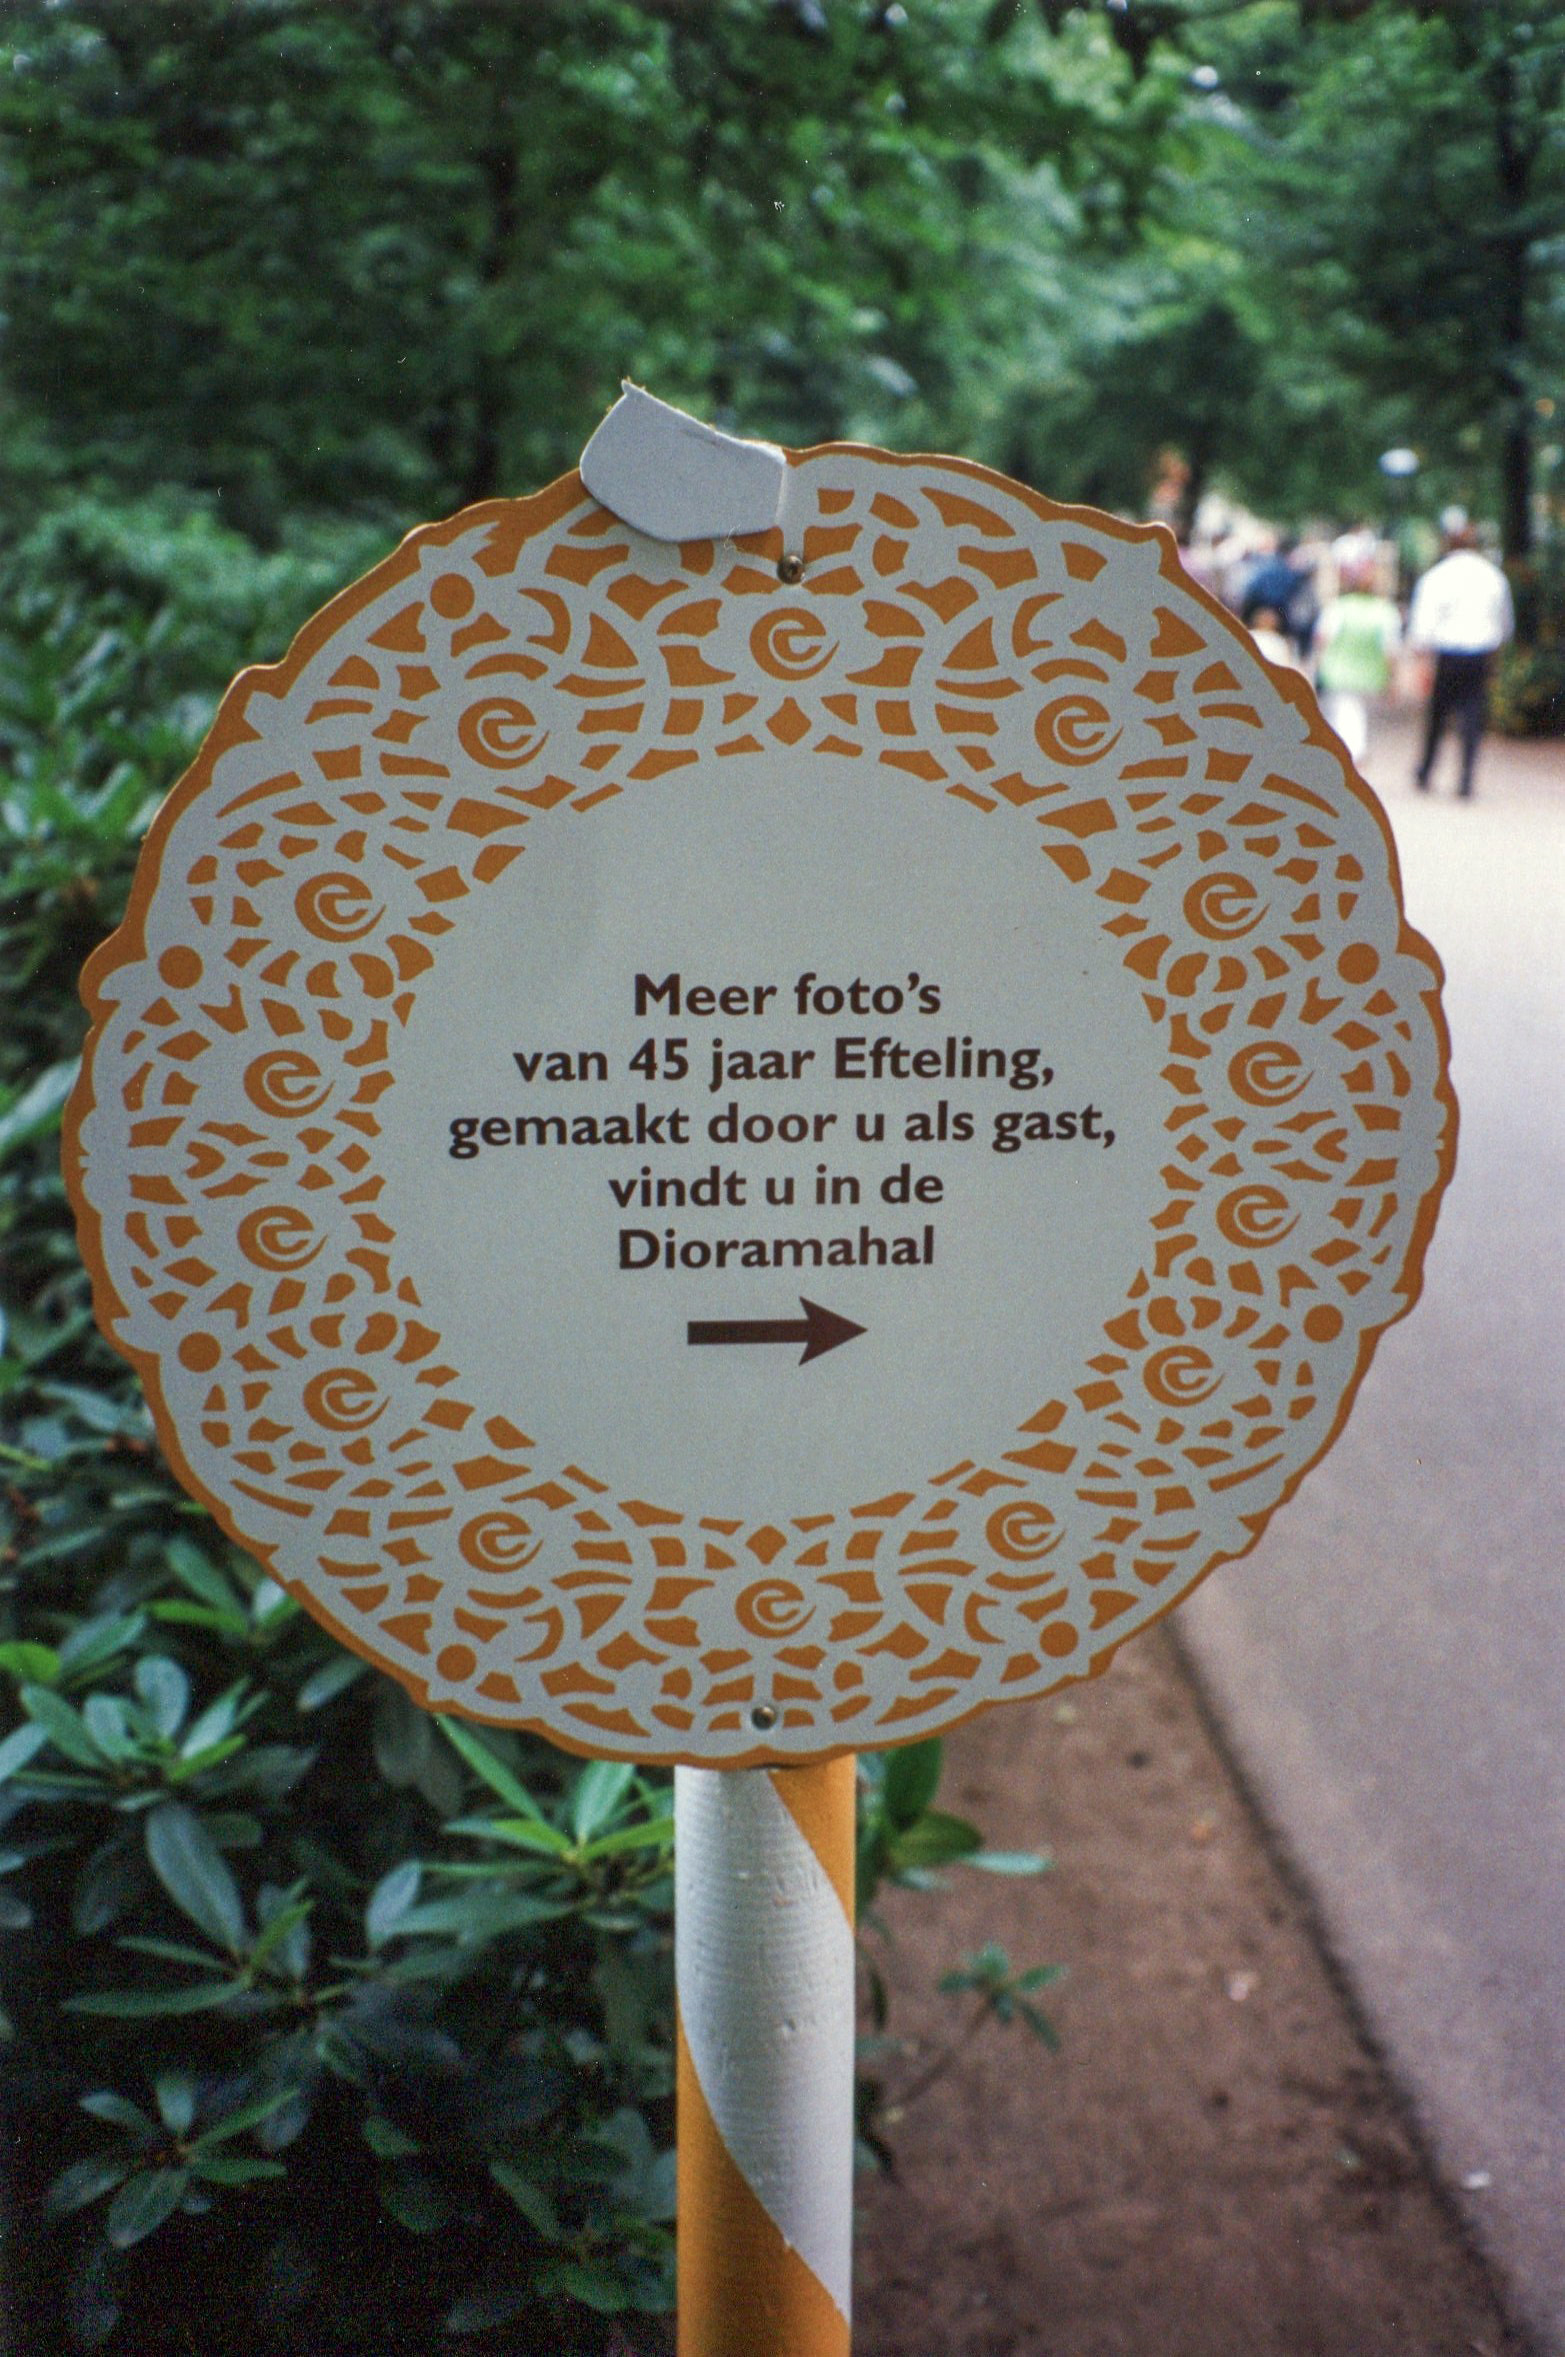 Meer foto's
van 45 jaar Efteling,
gemaakt door u als gast,
vindt u in de
Dioramahal